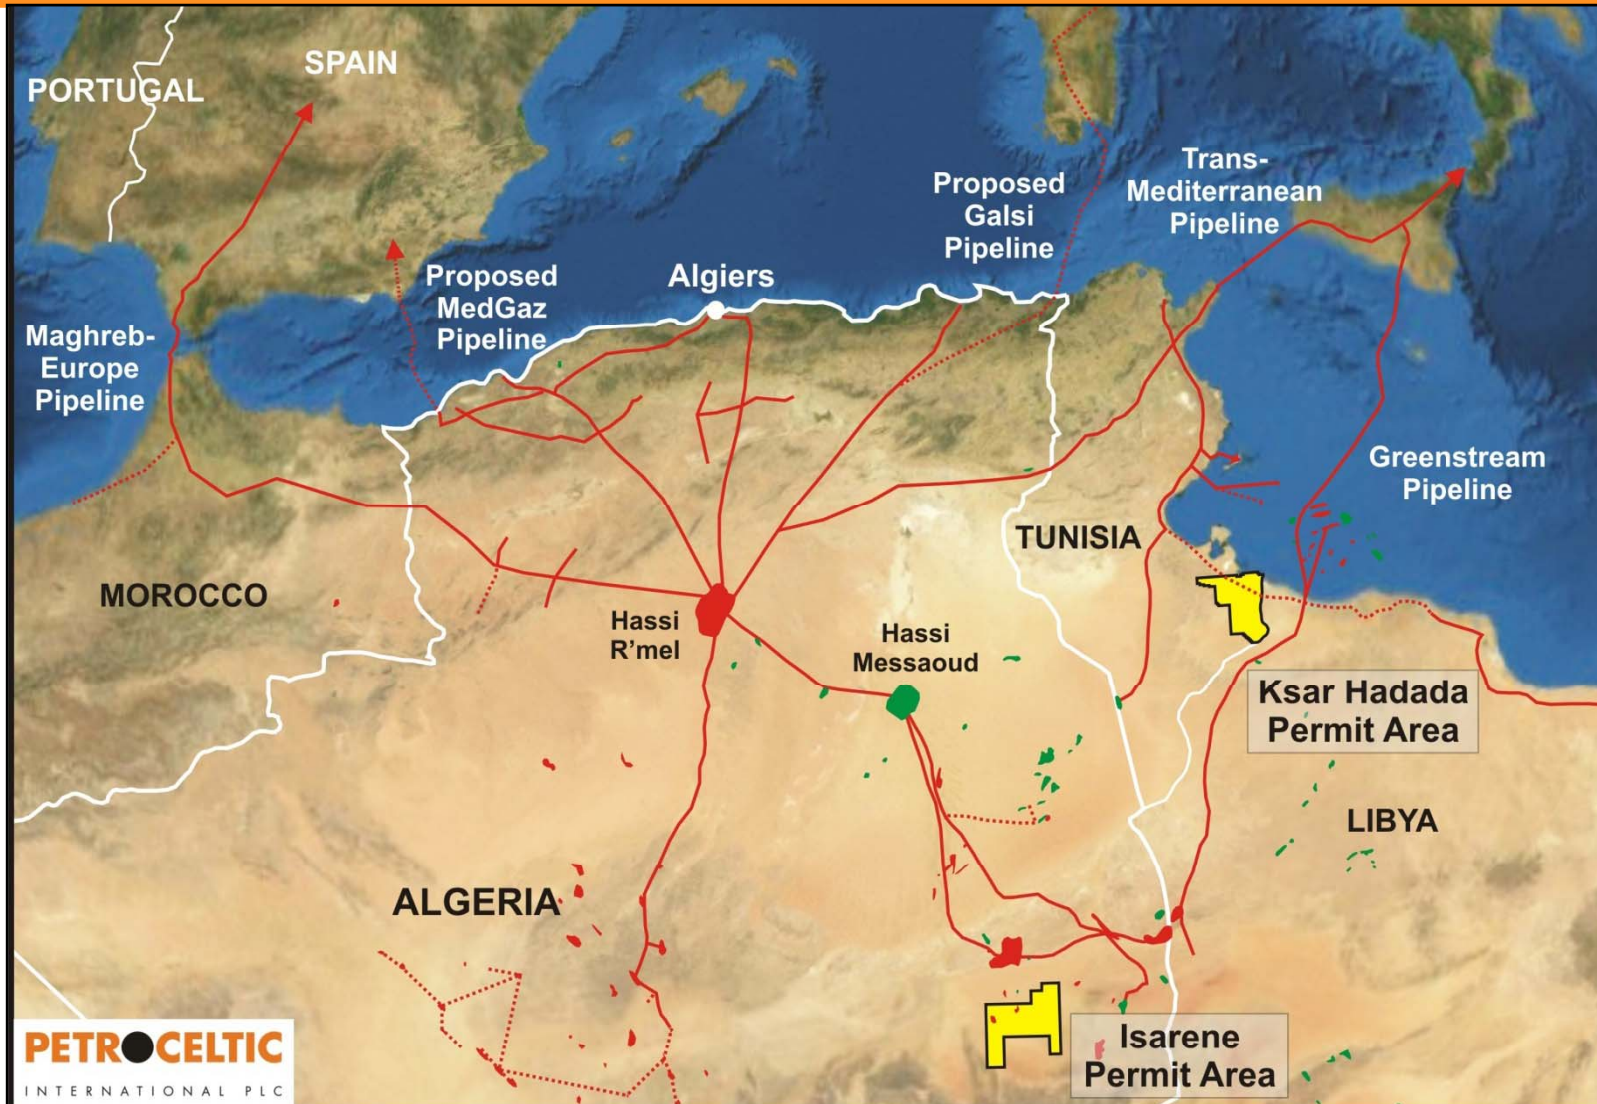 SPAIN
PORTUGAL
Trans-
Mediterranean
Pipeline
Proposed
Galsi
Pipeline
Proposed
MedGaz
Pipeline
Algiers
Maghreb-
Europe
Pipeline
Greenstream
Pipeline
TUNISIA
MOROCCO
Hassi
R'mel
Hassi
Messaoud
Ksar Hadada
Permit Area
LIBYA
ALGERIA
Isarene
Permit Area
PETROCELTIC
INTERNATIONAL PLC